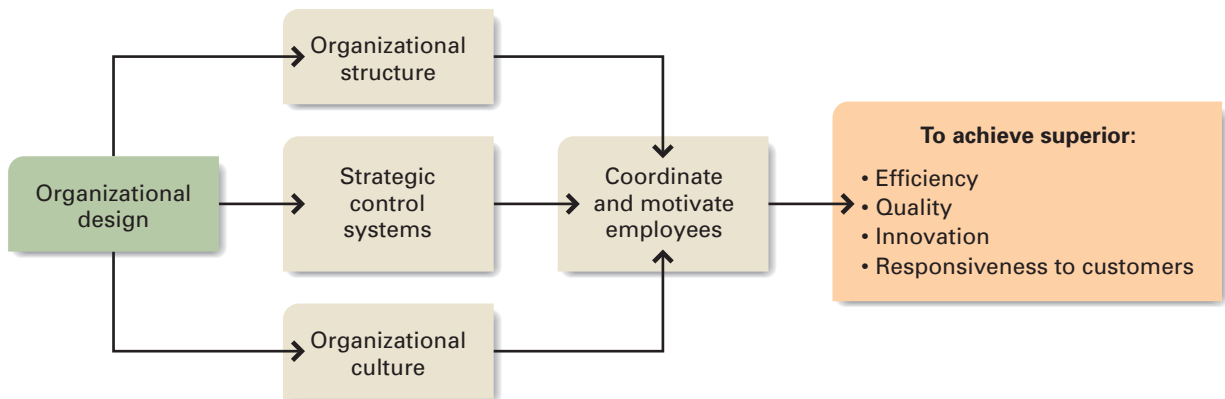 Organizational
design
Organizational
structure
Strategic
control
systems
Organizational
culture
Coordinate
and motivate
employees
To achieve superior:
• Efficiency
• Quality
• Innovation
• Responsiveness to customers